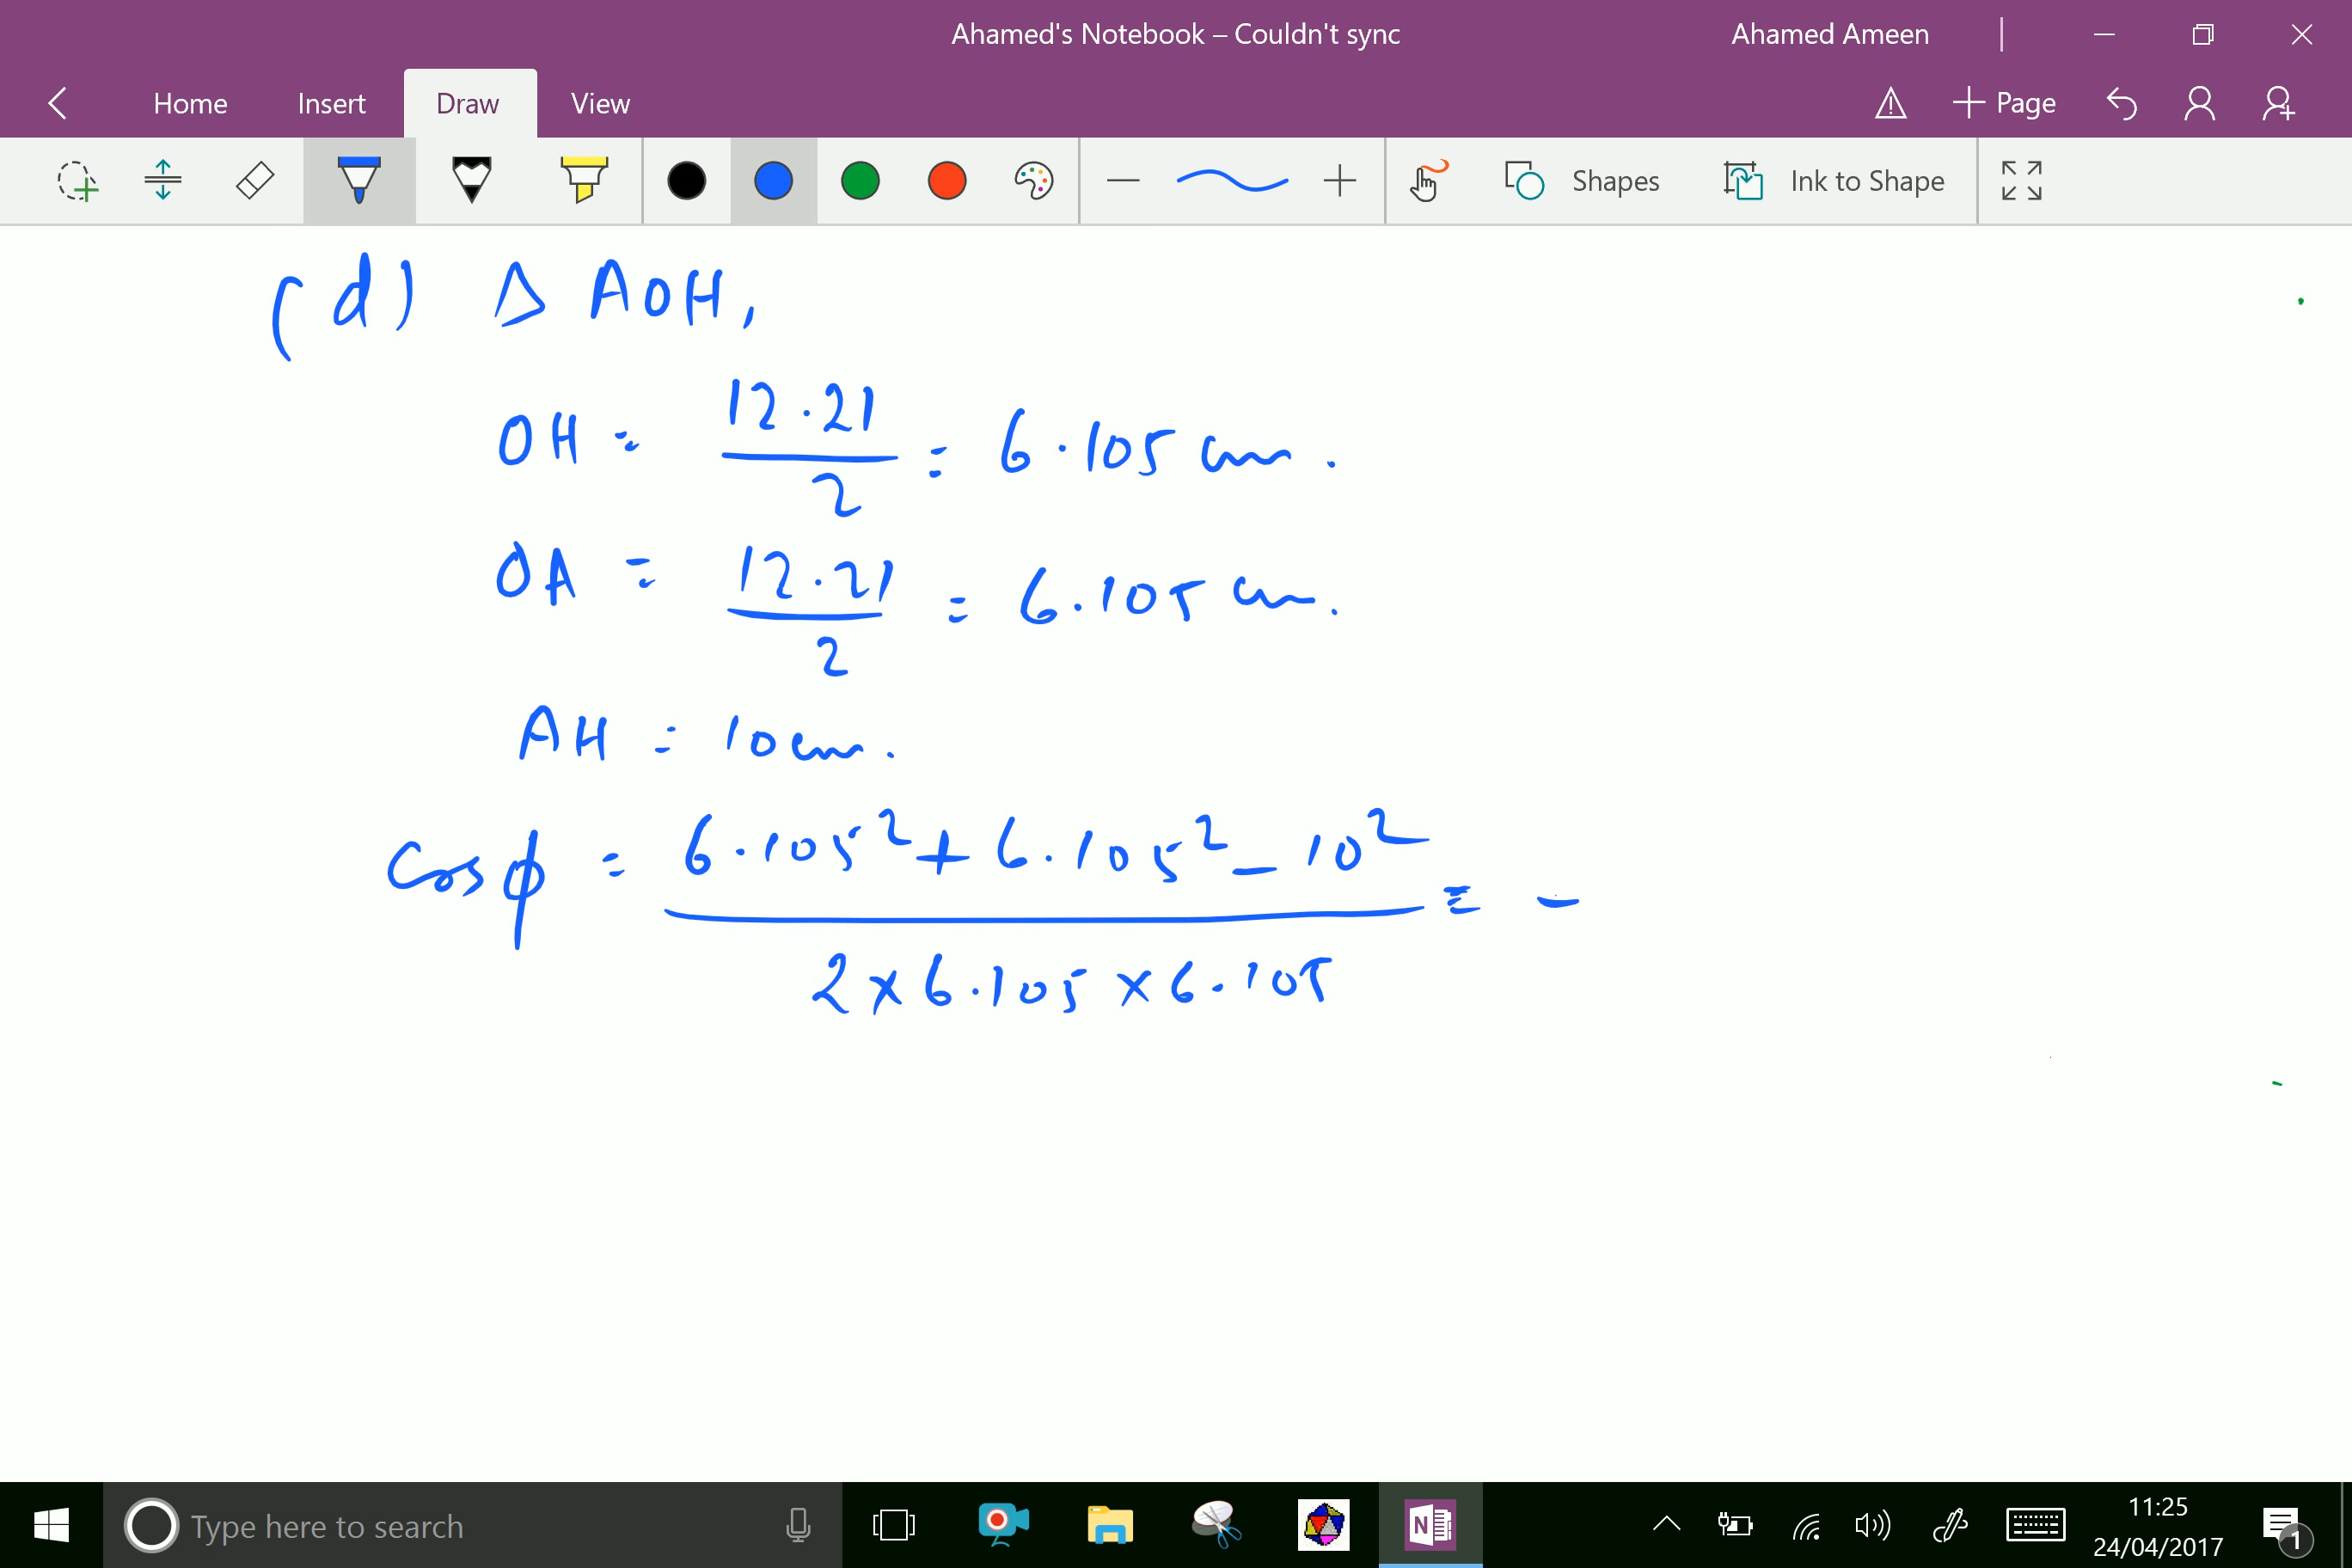 Ahamed's Notebook – Couldn't sync
Ahamed Ameen
Home Insert Draw View
Page
Shapes
Ink to Shape
(d) Δ AOH,
OH = 12.21/2 = 6.105 cm.
OA = 12.21/2 = 6.105 cm.
AH = 10 cm.
Cos ϕ = 6.105² + 6.105² − 10² / 2 × 6.105 × 6.105 = −
Type here to search
N
11:25
24/04/2017
1